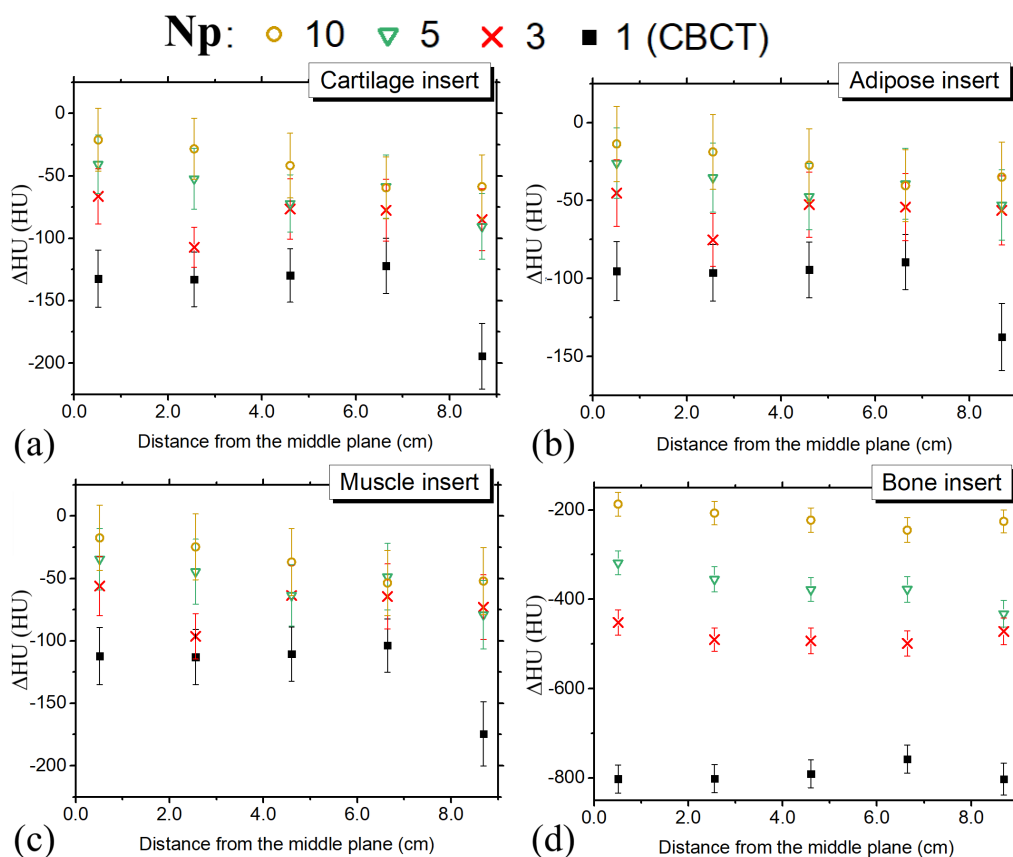 Np: 10 5 3 1 (CBCT)
Cartilage insert
ΔHU (HU)
0
-50
-100
-150
-200
0.0 2.0 4.0 6.0 8.0
Distance from the middle plane (cm)
(a)
Adipose insert
ΔHU (HU)
0
-50
-100
-150
0.0 2.0 4.0 6.0 8.0
Distance from the middle plane (cm)
(b)
Muscle insert
ΔHU (HU)
0
-50
-100
-150
-200
0.0 2.0 4.0 6.0 8.0
Distance from the middle plane (cm)
(c)
Bone insert
ΔHU (HU)
-200
-400
-600
-800
0.0 2.0 4.0 6.0 8.0
Distance from the middle plane (cm)
(d)